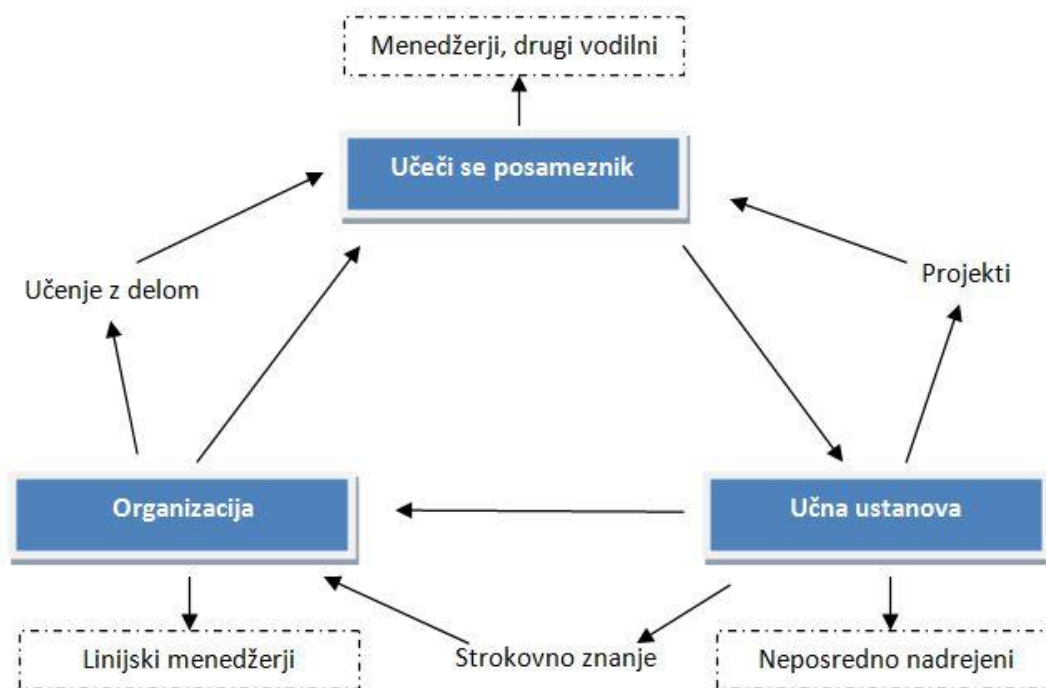 Menedžerji, drugi vodilni
Učeči se posameznik
Učenje z delom
Projekti
Organizacija
Učna ustanova
Linijski menedžerji
Strokovno znanje
Neposredno nadrejeni